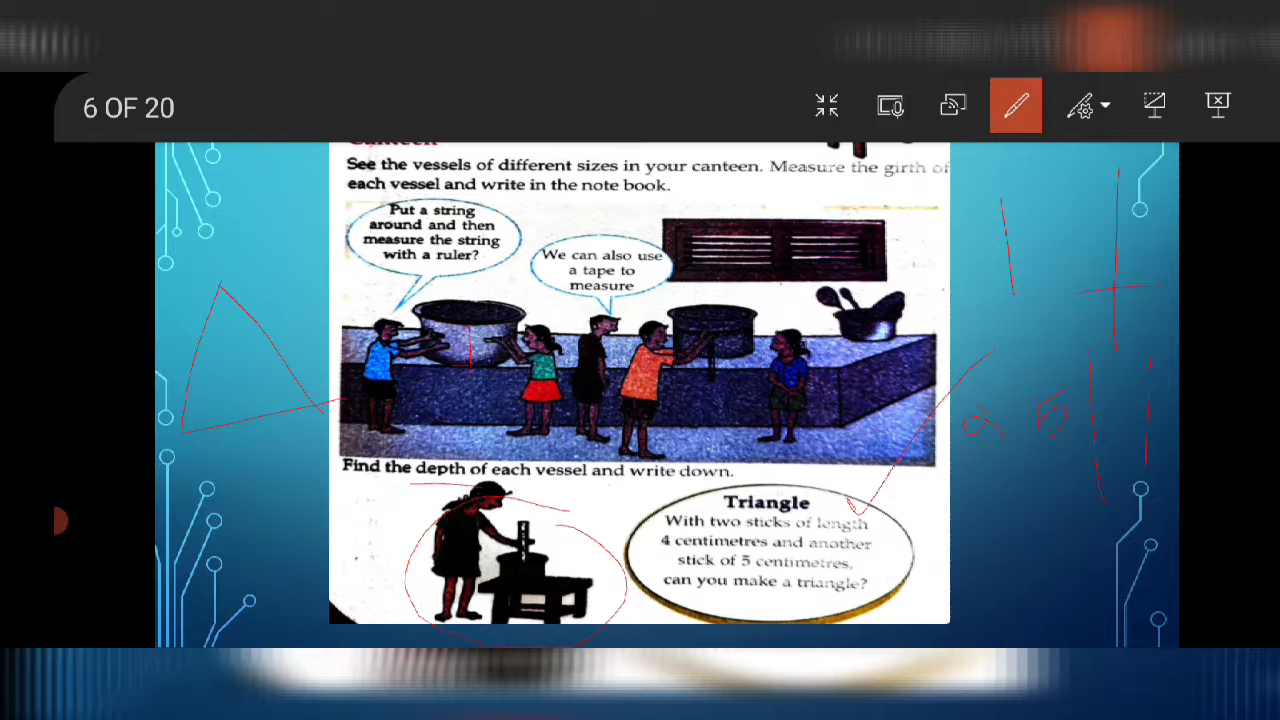 6 OF 20
Canteen
See the vessels of different sizes in your canteen. Measure the girth of
each vessel and write in the note book.
Put a string
around and then
measure the string
with a ruler?
We can also use
a tape to
measure
Find the depth of each vessel and write down.
Triangle
With two sticks of length
4 centimetres and another
stick of 5 centimetres,
can you make a triangle?